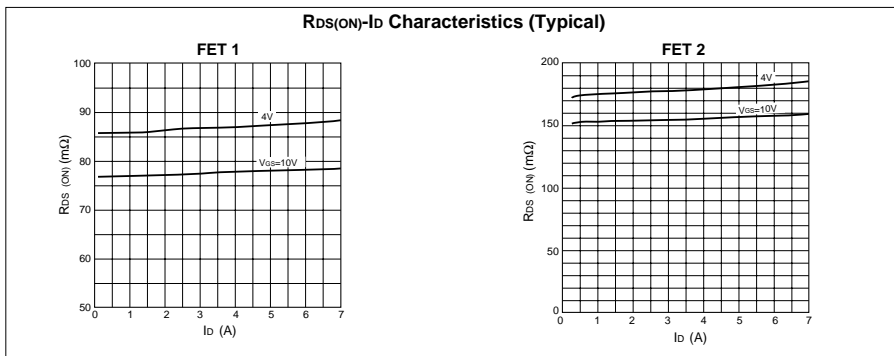 RDS(ON)-ID Characteristics (Typical)
FET 1
100
90
80
70
60
50
0 1 2 3 4 5 6 7
4V
VGS=10V
RDS (ON) (mΩ)
ID (A)
FET 2
200
150
100
50
0
0 1 2 3 4 5 6 7
4V
VGS=10V
RDS (ON) (mΩ)
ID (A)